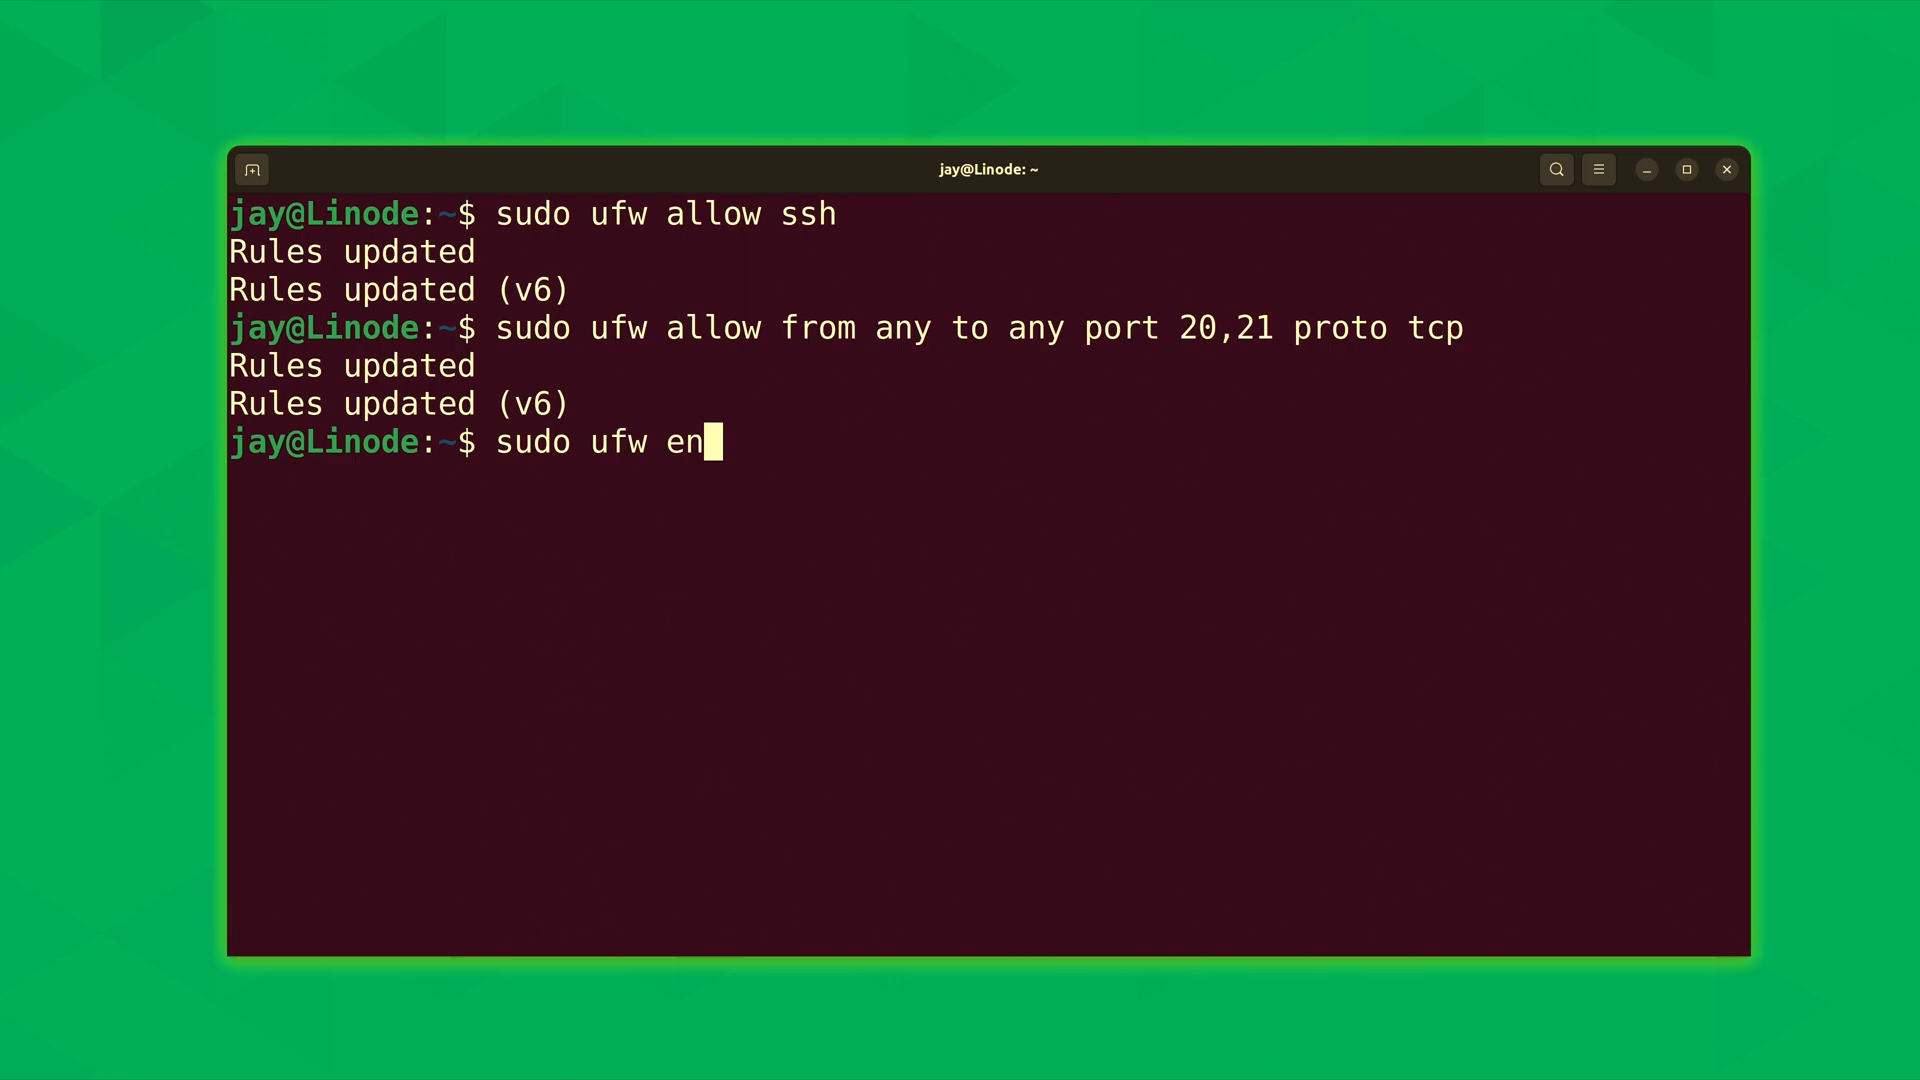 jay@Linode: ~
jay@Linode:~$ sudo ufw allow ssh
Rules updated
Rules updated (v6)
jay@Linode:~$ sudo ufw allow from any to any port 20,21 proto tcp
Rules updated
Rules updated (v6)
jay@Linode:~$ sudo ufw en